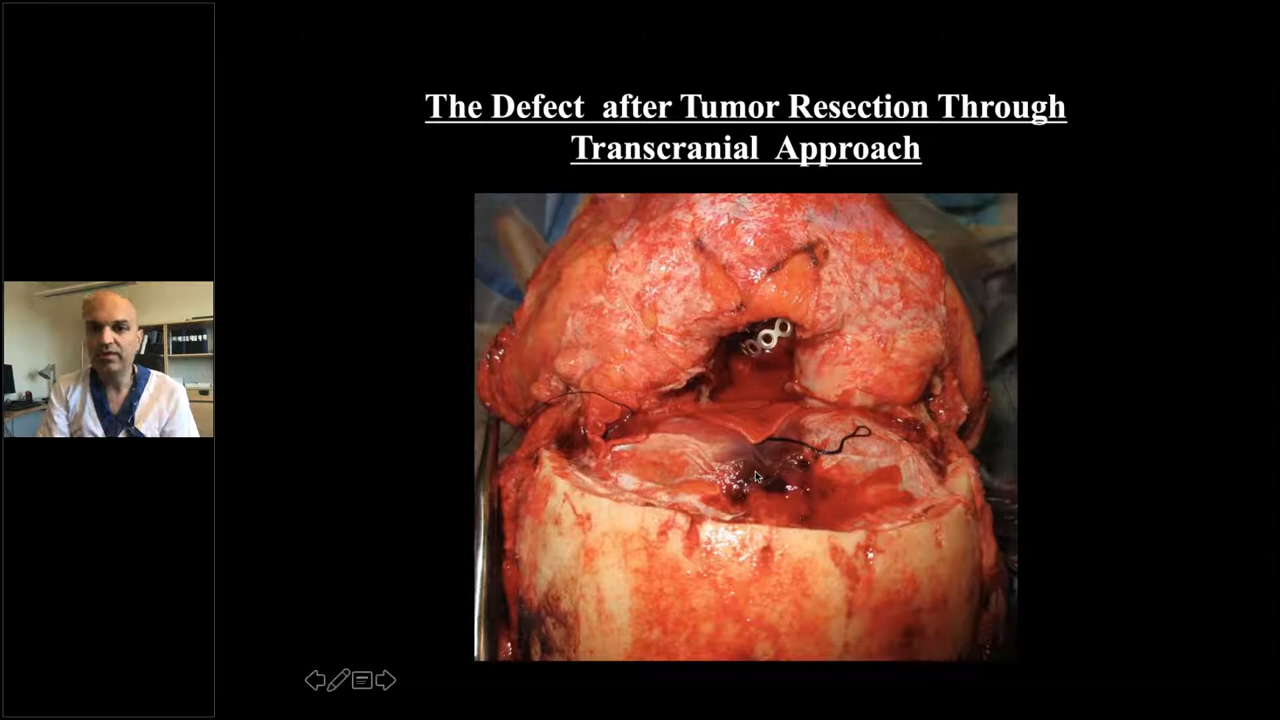 The Defect after Tumor Resection Through
Transcranial Approach